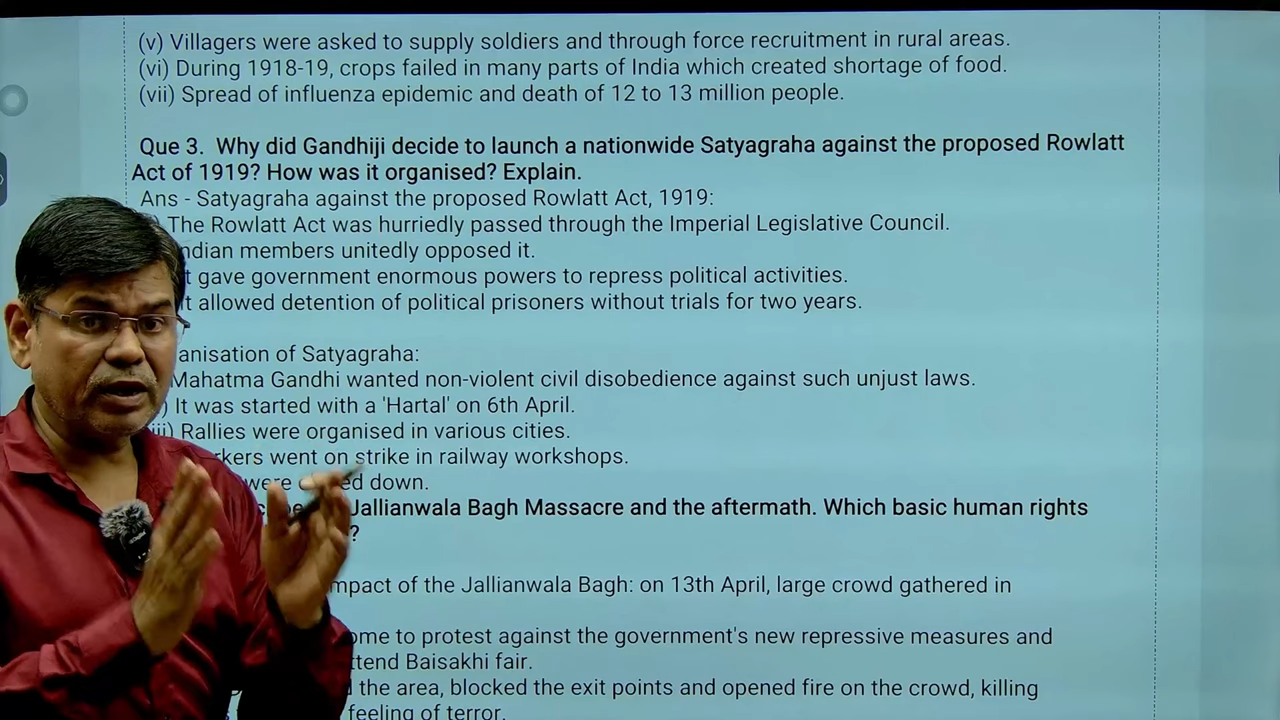 (v) Villagers were asked to supply soldiers and through force recruitment in rural areas.
(vi) During 1918-19, crops failed in many parts of India which created shortage of food.
(vii) Spread of influenza epidemic and death of 12 to 13 million people.
Que 3. Why did Gandhiji decide to launch a nationwide Satyagraha against the proposed Rowlatt
Act of 1919? How was it organised? Explain.
Ans - Satyagraha against the proposed Rowlatt Act, 1919:
The Rowlatt Act was hurriedly passed through the Imperial Legislative Council.
members unitedly opposed it.
gave government enormous powers to repress political activities.
allowed detention of political prisoners without trials for two years.
of Satyagraha:
Mahatma Gandhi wanted non-violent civil disobedience against such unjust laws.
It was started with a 'Hartal' on 6th April.
Rallies were organised in various cities.
went on strike in railway workshops.
were down.
Jallianwala Bagh Massacre and the aftermath. Which basic human rights
?
of the Jallianwala Bagh: on 13th April, large crowd gathered in
to protest against the government's new repressive measures and
Baisakhi fair.
the area, blocked the exit points and opened fire on the crowd, killing
feeling of terror.